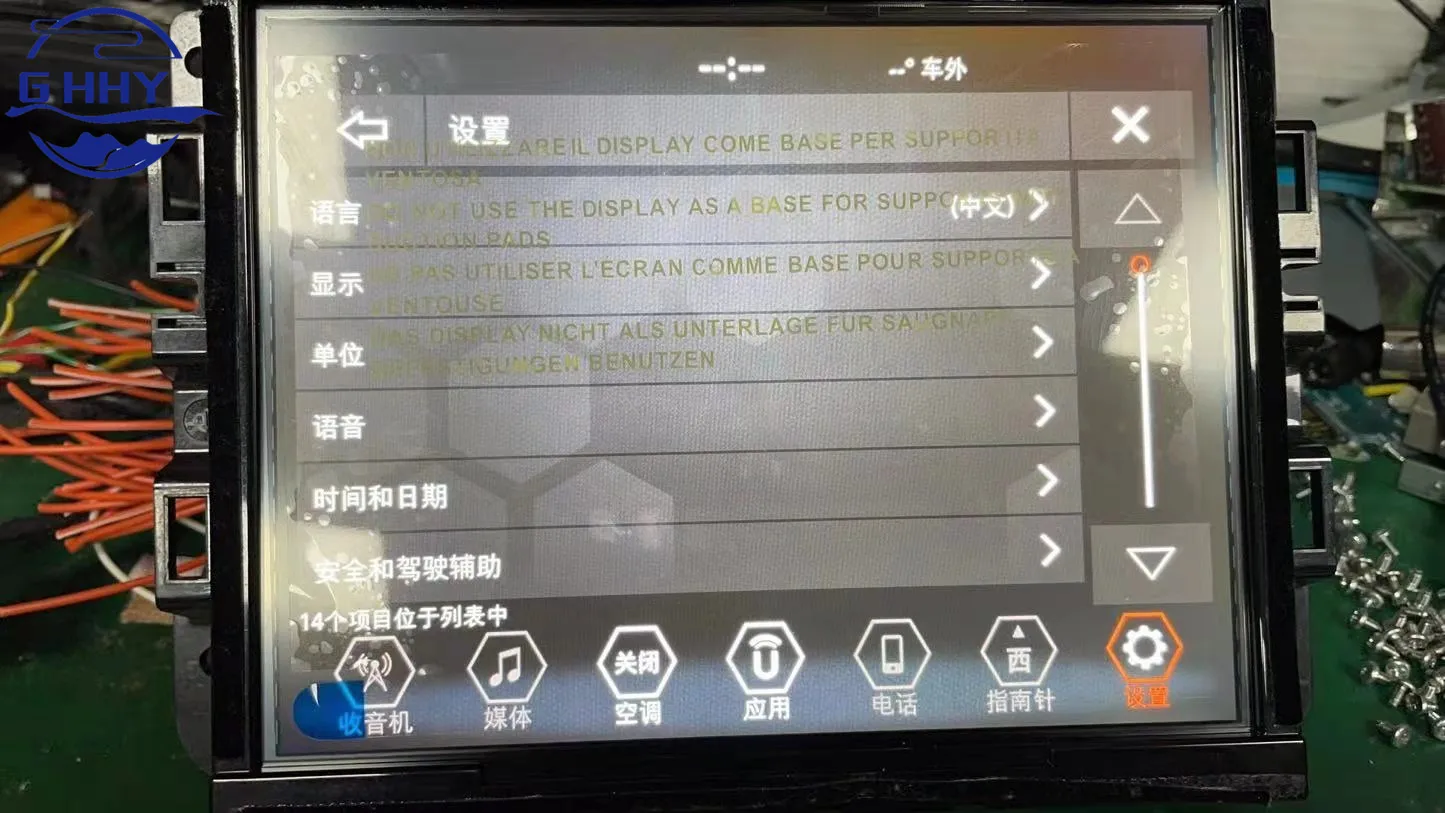 GHHY
--:-- --° 车外
设置
NON UTILIZZARE IL DISPLAY COME BASE PER SUPPORTI A
VENTOSA
语言 (中文)
DO NOT USE THE DISPLAY AS A BASE FOR SUPPORTS WITH
SUCTION PADS
显示
NE PAS UTILISER L'ECRAN COMME BASE POUR SUPPORTS A
VENTOUSE
单位
DAS DISPLAY NICHT ALS UNTERLAGE FUR SAUGNAPF
BENUTZEN
语音
时间和日期
安全和驾驶辅助
14个项目位于列表中
关闭
西
收音机 媒体 空调 应用 电话 指南针 设置